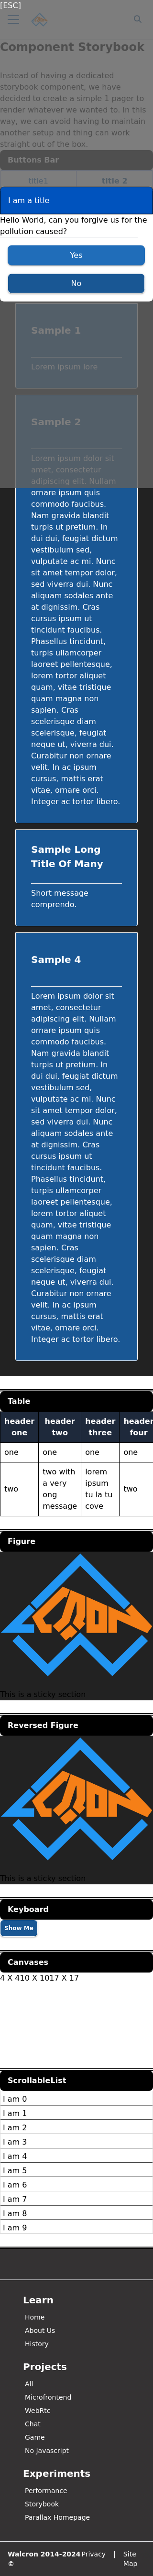 [ESC]
Component Storybook
Instead of having a dedicated
storybook component, we have
decided to create a simple 1 pager to
render whatever we wanted to. In this
way, we can avoid having to maintain
another setup and thing can work
straight out of the box.
Buttons Bar
title1 title 2
I am a title
Hello World, can you forgive us for the
pollution caused?
Yes
No
Sample 1
Lorem ipsum lore
Sample 2
Lorem ipsum dolor sit
amet, consectetur
adipiscing elit. Nullam
ornare ipsum quis
commodo faucibus.
Nam gravida blandit
turpis ut pretium. In
dui dui, feugiat dictum
vestibulum sed,
vulputate ac mi. Nunc
sit amet tempor dolor,
sed viverra dui. Nunc
aliquam sodales ante
at dignissim. Cras
cursus ipsum ut
tincidunt faucibus.
Phasellus tincidunt,
turpis ullamcorper
laoreet pellentesque,
lorem tortor aliquet
quam, vitae tristique
quam magna non
sapien. Cras
scelerisque diam
scelerisque, feugiat
neque ut, viverra dui.
Curabitur non ornare
velit. In ac ipsum
cursus, mattis erat
vitae, ornare orci.
Integer ac tortor libero.
Sample Long
Title Of Many
Short message
comprendo.
Sample 4
Lorem ipsum dolor sit
amet, consectetur
adipiscing elit. Nullam
ornare ipsum quis
commodo faucibus.
Nam gravida blandit
turpis ut pretium. In
dui dui, feugiat dictum
vestibulum sed,
vulputate ac mi. Nunc
sit amet tempor dolor,
sed viverra dui. Nunc
aliquam sodales ante
at dignissim. Cras
cursus ipsum ut
tincidunt faucibus.
Phasellus tincidunt,
turpis ullamcorper
laoreet pellentesque,
lorem tortor aliquet
quam, vitae tristique
quam magna non
sapien. Cras
scelerisque diam
scelerisque, feugiat
neque ut, viverra dui.
Curabitur non ornare
velit. In ac ipsum
cursus, mattis erat
vitae, ornare orci.
Integer ac tortor libero.
Table
header one header two header three header four
one one one one
two two with a very ong message lorem ipsum tu la tu cove two
Figure
This is a sticky section
Reversed Figure
This is a sticky section
Keyboard
Show Me
Canvases
4 X 410 X 1017 X 17
ScrollableList
I am 0
I am 1
I am 2
I am 3
I am 4
I am 5
I am 6
I am 7
I am 8
I am 9
Learn
Home
About Us
History
Projects
All
Microfrontend
WebRtc
Chat
Game
No Javascript
Experiments
Performance
Storybook
Parallax Homepage
Walcron 2014-2024 © Privacy | Site Map